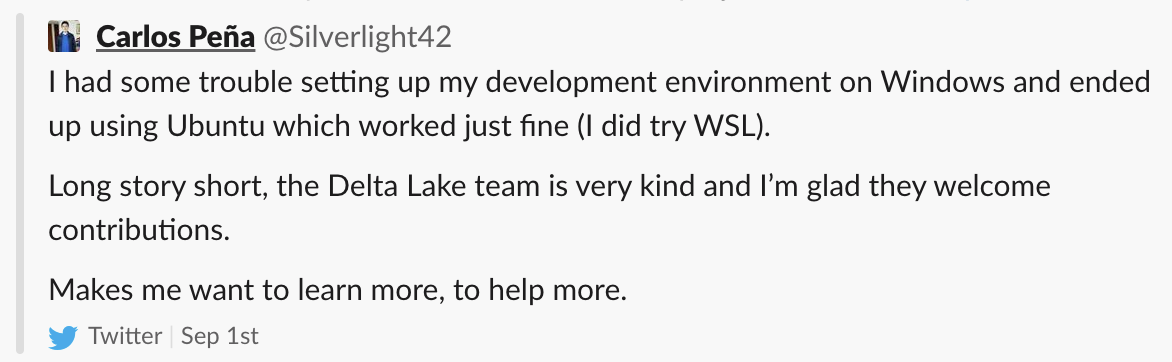 Carlos Peña @Silverlight42
I had some trouble setting up my development environment on Windows and ended
up using Ubuntu which worked just fine (I did try WSL).
Long story short, the Delta Lake team is very kind and I’m glad they welcome
contributions.
Makes me want to learn more, to help more.
Twitter | Sep 1st